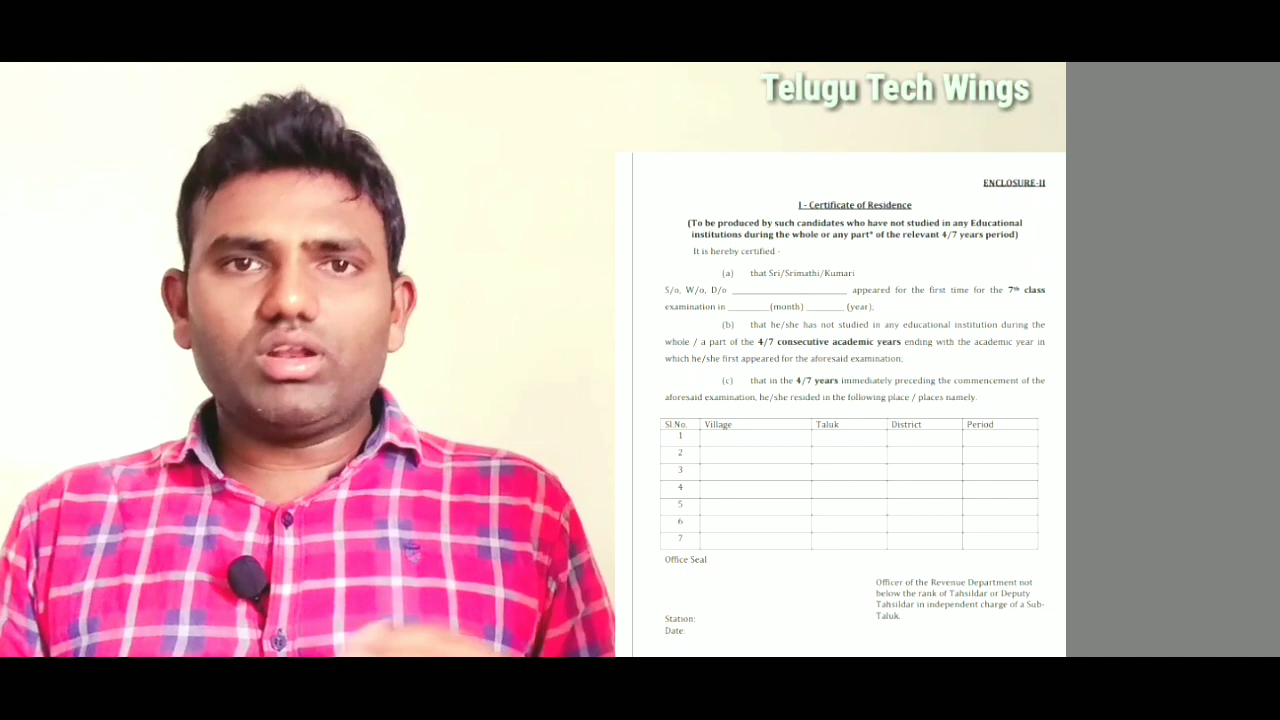 Telugu Tech Wings
ENCLOSURE-II
I - Certificate of Residence
(To be produced by such candidates who have not studied in any Educational
institutions during the whole or any part* of the relevant 4/7 years period)
It is hereby certified -
(a) that Sri/Srimathi/Kumari
S/o, W/o, D/o ______________________ appeared for the first time for the 7th class
examination in ________(month) _______ (year);
(b) that he/she has not studied in any educational institution during the
whole / a part of the 4/7 consecutive academic years ending with the academic year in
which he/she first appeared for the aforesaid examination;
(c) that in the 4/7 years immediately preceding the commencement of the
aforesaid examination, he/she resided in the following place / places namely.
Sl.No. Village Taluk District Period
1
2
3
4
5
6
7
Office Seal
Officer of the Revenue Department not
below the rank of Tahsildar or Deputy
Tahsildar in independent charge of a Sub-
Taluk.
Station:
Date: